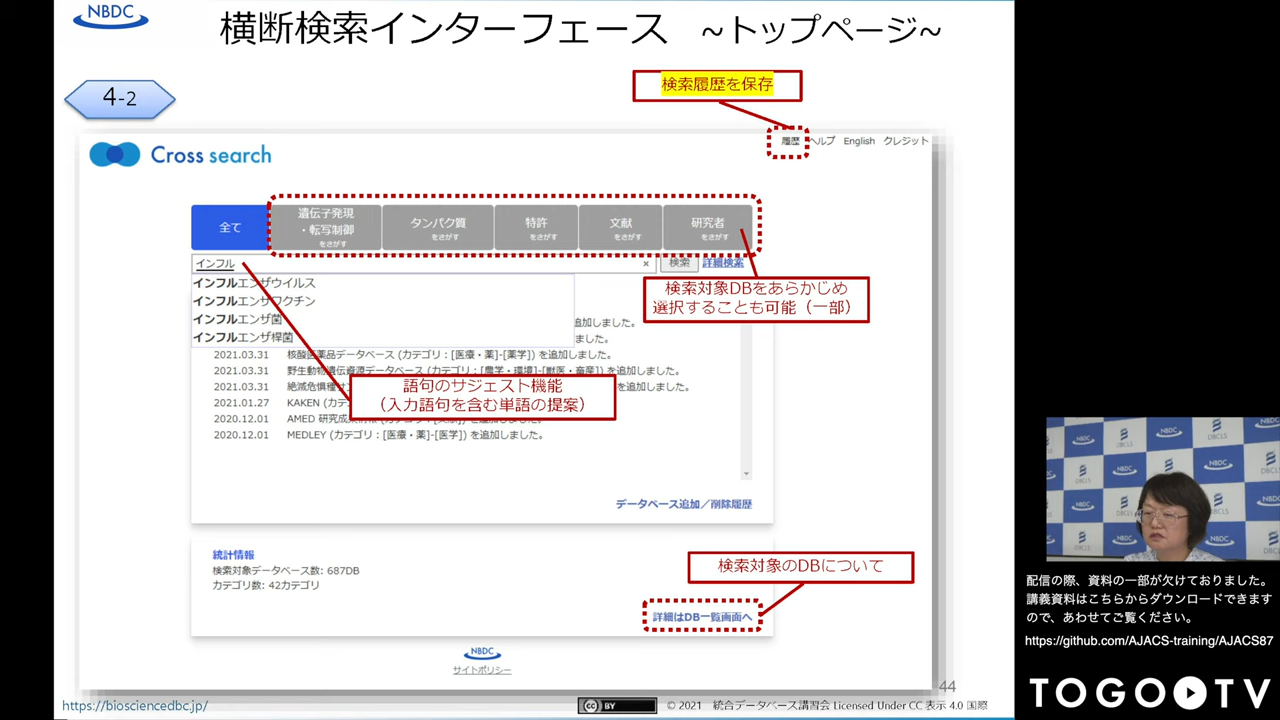 NBDC
横断検索インターフェース ~トップページ~
4-2
検索履歴を保存
Cross search
履歴 ヘルプ English クレジット
全て
遺伝子発現
・転写制御
をさがす
タンパク質
をさがす
特許
をさがす
文献
をさがす
研究者
をさがす
インフル
×
検索 詳細検索
インフルエンザウイルス
インフルエンザワクチン
インフルエンザ菌
インフルエンザ桿菌
検索対象DBをあらかじめ
選択することも可能（一部）
追加しました。
ました。
2021.03.31 核酸医薬品データベース (カテゴリ：[医療・薬]-[薬学]) を追加しました。
2021.03.31 野生動物遺伝資源データベース (カテゴリ：[農学・環境]-[獣医・畜産]) を追加しました。
2021.03.31 絶滅危惧種 を追加しました。
2021.01.27 KAKEN (カテ
2020.12.01 AMED 研究成
を追加しました。
2020.12.01 MEDLEY (カテゴリ：[医療・薬]-[医学]) を追加しました。
語句のサジェスト機能
（入力語句を含む単語の提案）
データベース追加／削除履歴
統計情報
検索対象データベース数: 687DB
カテゴリ数: 42カテゴリ
検索対象のDBについて
詳細はDB一覧画面へ
NBDC
サイトポリシー
44
https://biosciencedbc.jp/
cc BY
© 2021 統合データベース講習会 Licensed Under CC 表示 4.0 国際
NBDC
DBCLS
配信の際、資料の一部が欠けておりました。
講義資料はこちらからダウンロードできます
ので、あわせてご覧ください。
https://github.com/AJACS-training/AJACS87
TOGO TV